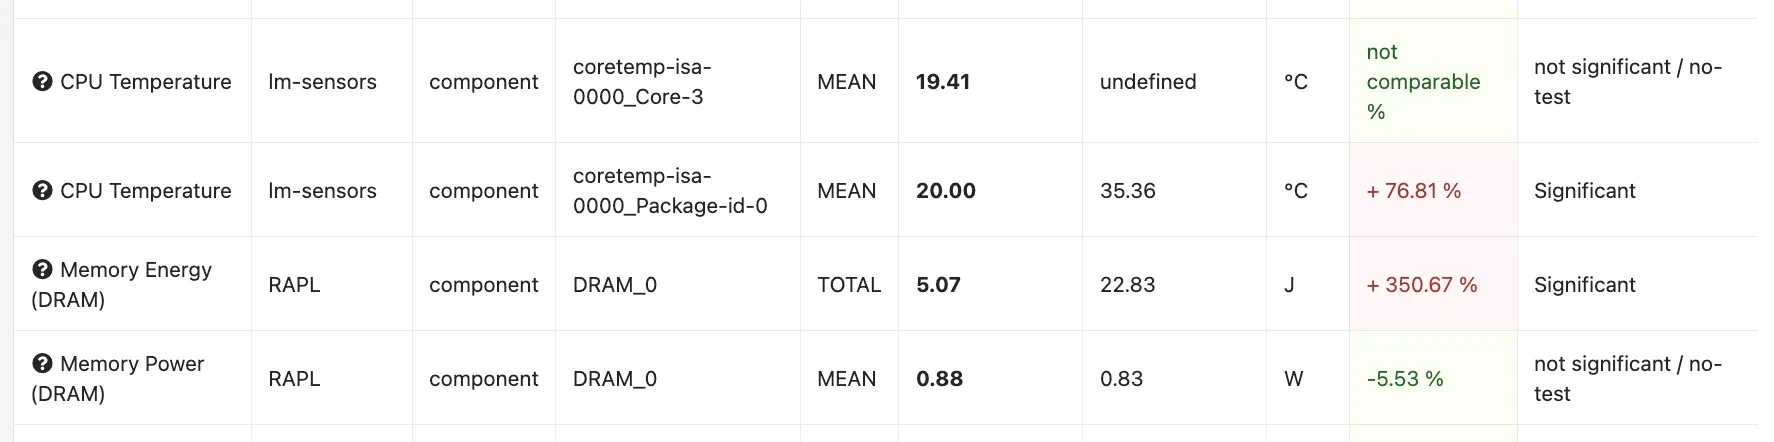 CPU Temperature lm-sensors component coretemp-isa-0000_Core-3 MEAN 19.41 undefined °C not comparable % not significant / no-test
CPU Temperature lm-sensors component coretemp-isa-0000_Package-id-0 MEAN 20.00 35.36 °C + 76.81 % Significant
Memory Energy (DRAM) RAPL component DRAM_0 TOTAL 5.07 22.83 J + 350.67 % Significant
Memory Power (DRAM) RAPL component DRAM_0 MEAN 0.88 0.83 W -5.53 % not significant / no-test